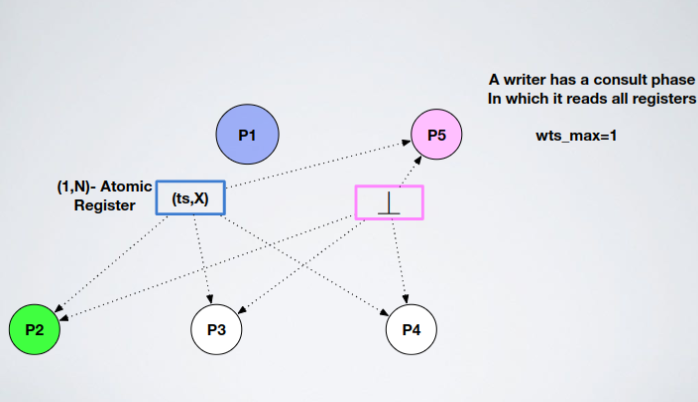 A writer has a consult phase
In which it reads all registers
wts_max=1
P1
P5
(1,N)- Atomic
Register
(ts,X)
⊥
P2
P3
P4